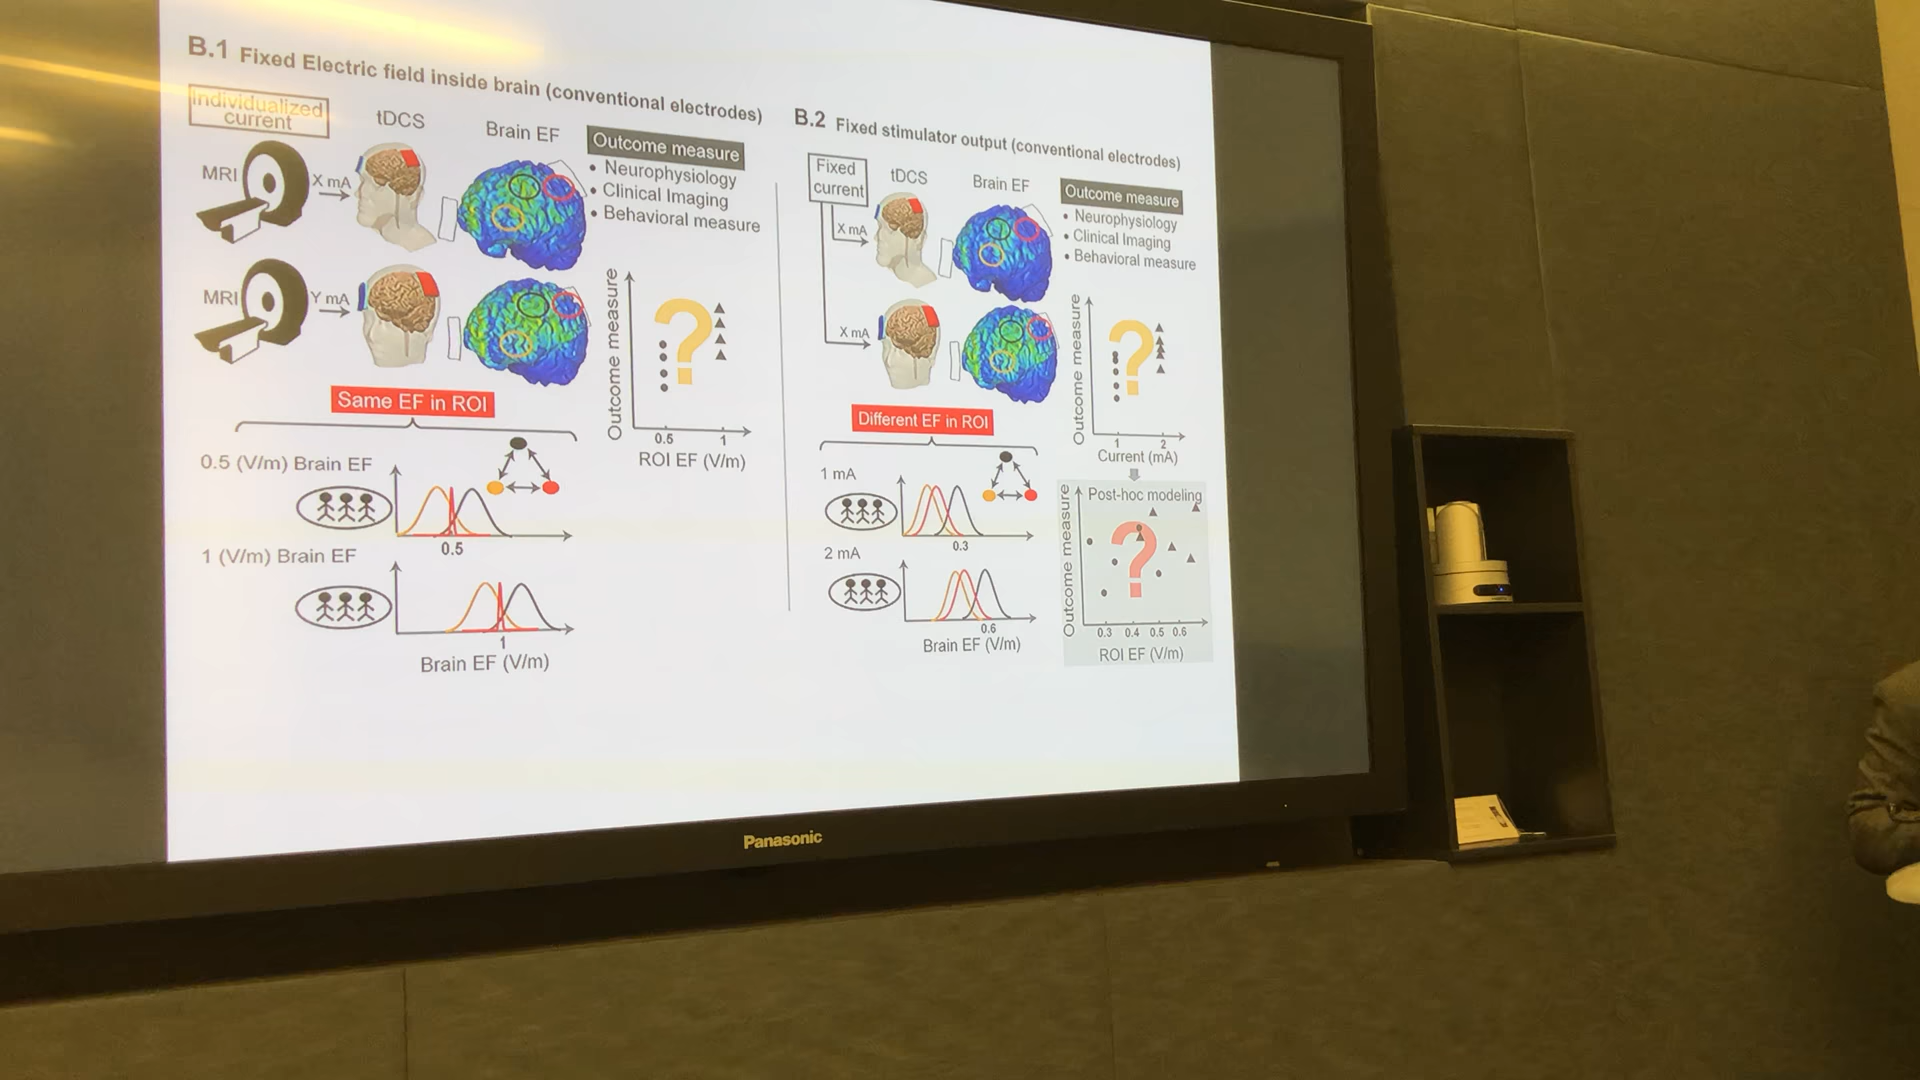 B.1 Fixed Electric field inside brain (conventional electrodes)
Individualized
current
tDCS
Brain EF
Outcome measure
• Neurophysiology
• Clinical Imaging
• Behavioral measure
MRI
X mA
MRI
Y mA
Outcome measure
?
0.5
1
ROI EF (V/m)
Same EF in ROI
0.5 (V/m) Brain EF
0.5
1 (V/m) Brain EF
1
Brain EF (V/m)
B.2 Fixed stimulator output (conventional electrodes)
Fixed
current
tDCS
Brain EF
Outcome measure
• Neurophysiology
• Clinical Imaging
• Behavioral measure
X mA
X mA
Outcome measure
?
1
2
Current (mA)
Different EF in ROI
1 mA
0.3
2 mA
0.6
Brain EF (V/m)
Post-hoc modeling
Outcome measure
?
0.3 0.4 0.5 0.6
ROI EF (V/m)
Panasonic